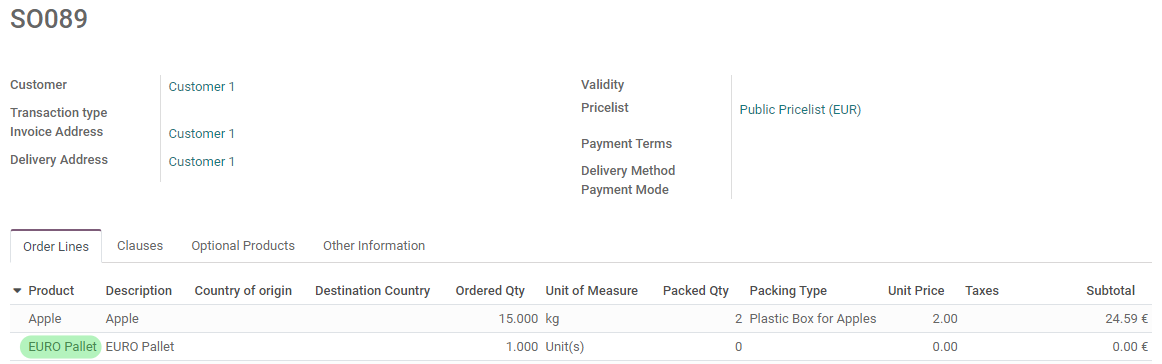 SO089
Customer Customer 1 Validity
Transaction type Pricelist Public Pricelist (EUR)
Invoice Address Customer 1 Payment Terms
Delivery Address Customer 1 Delivery Method
Payment Mode
Order Lines Clauses Optional Products Other Information
Product Description Country of origin Destination Country Ordered Qty Unit of Measure Packed Qty Packing Type Unit Price Taxes Subtotal
Apple Apple 15.000 kg 2 Plastic Box for Apples 2.00 24.59 €
EURO Pallet EURO Pallet 1.000 Unit(s) 0 0.00 0.00 €